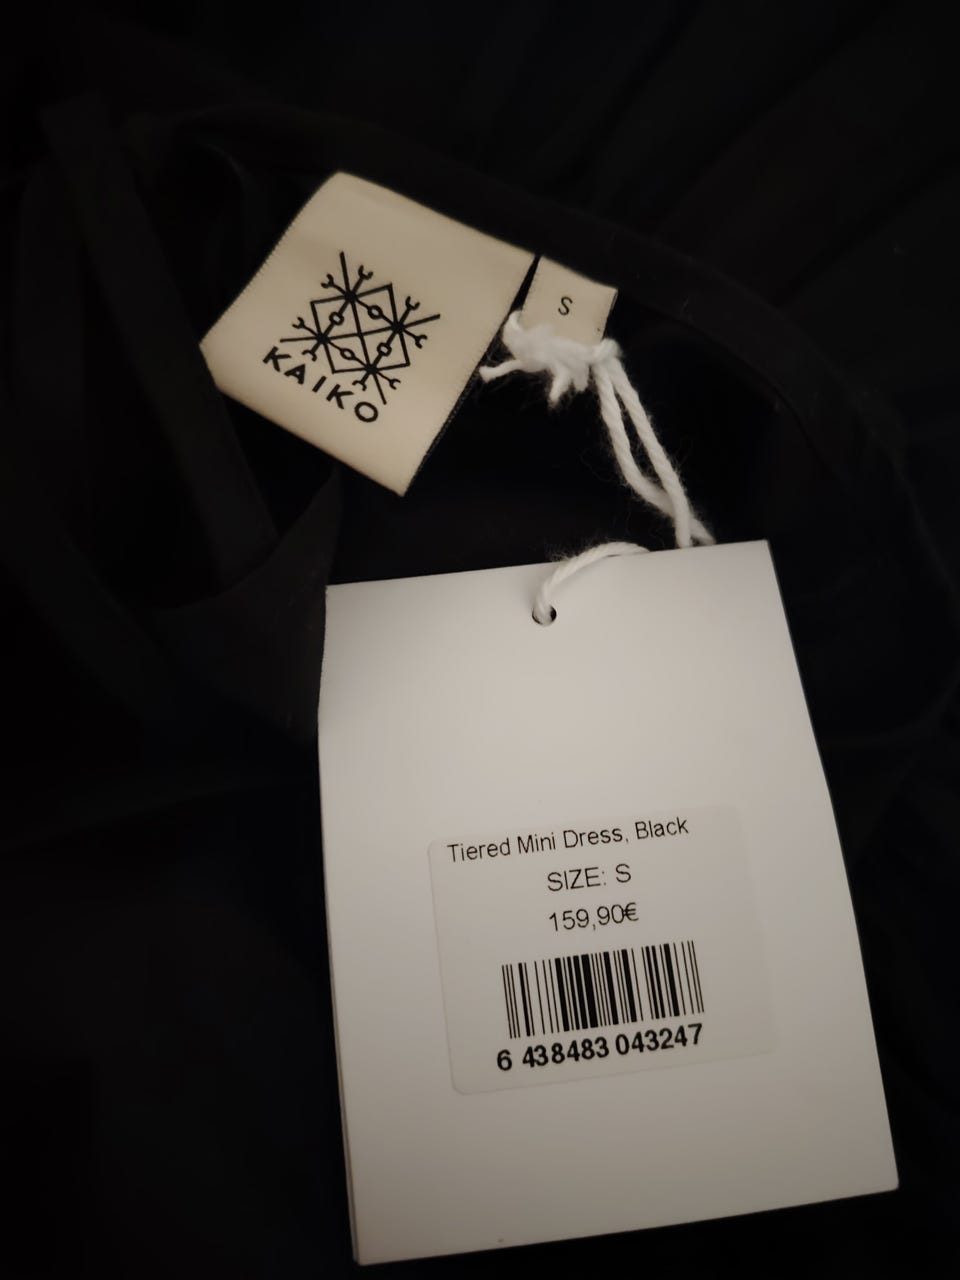 KAIKO
S
Tiered Mini Dress, Black
SIZE: S
159,90€
6 438483 043247